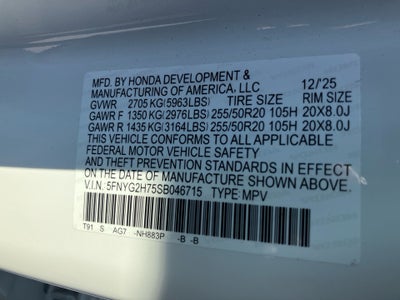 MFD. BY HONDA DEVELOPMENT &
MANUFACTURING OF AMERICA, LLC 12/'25
GVWR 2705 KG(5963LBS) TIRE SIZE RIM SIZE
GAWR F 1350 KG(2976LBS) 255/50R20 105H 20X8.0J
GAWR R 1435 KG(3164LBS) 255/50R20 105H 20X8.0J
THIS VEHICLE CONFORMS TO ALL APPLICABLE
FEDERAL MOTOR VEHICLE SAFETY
AND THEFT PREVENTION STANDARDS IN EFFECT ON
THE DATE OF MANUFACTURE SHOWN ABOVE.
V.I.N. 5FNYG2H75SB046715 TYPE: MPV
T91 S AG7 -NH883P -B -B